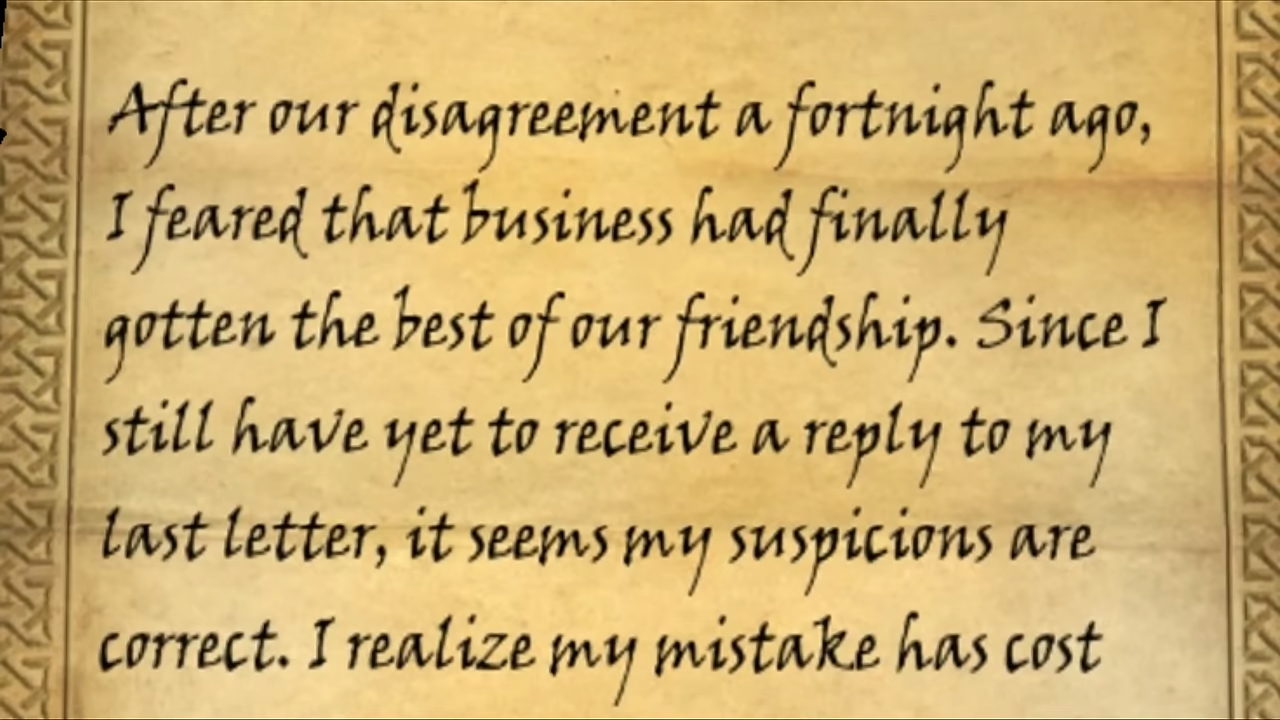 After our disagreement a fortnight ago,
I feared that business had finally
gotten the best of our friendship. Since I
still have yet to receive a reply to my
last letter, it seems my suspicions are
correct. I realize my mistake has cost